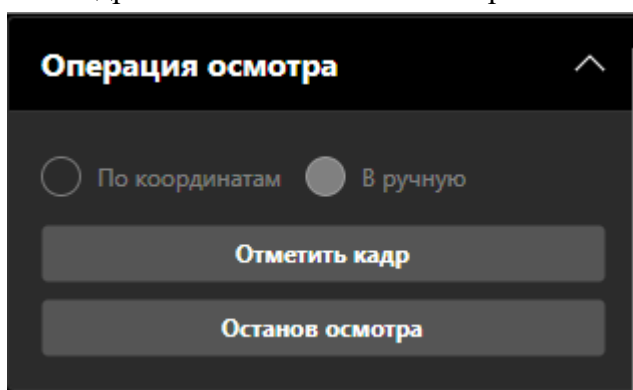 Операция осмотра
По координатам В ручную
Отметить кадр
Останов осмотра